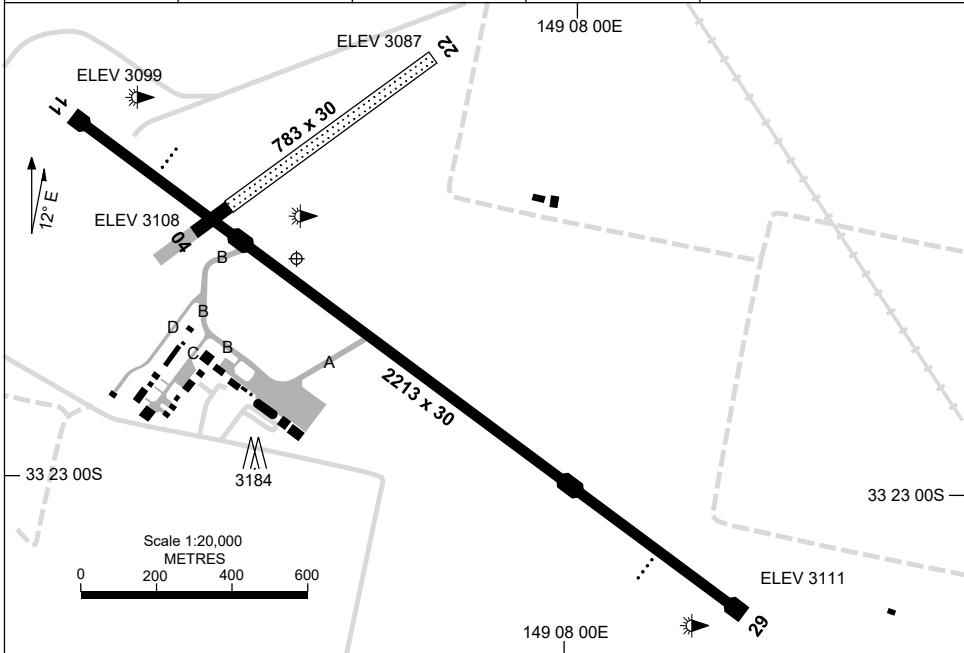 149 08 00E
ELEV 3087
22
ELEV 3099
11
783 x 30
12° E
ELEV 3108
04
B
B
D
B
C
A
2213 x 30
3184
33 23 00S
33 23 00S
Scale 1:20,000
METRES
0 200 400 600
ELEV 3111
29
149 08 00E